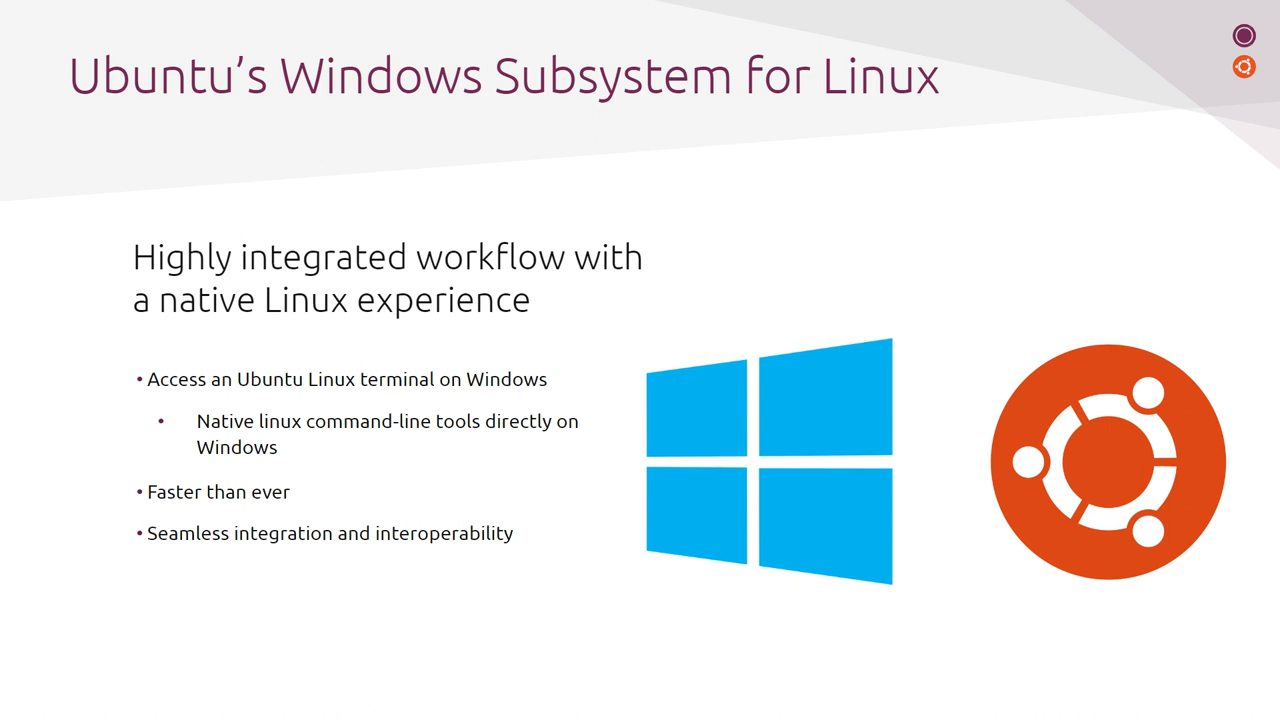 Ubuntu’s Windows Subsystem for Linux
Highly integrated workflow with
a native Linux experience
• Access an Ubuntu Linux terminal on Windows
• Native linux command-line tools directly on
Windows
• Faster than ever
• Seamless integration and interoperability